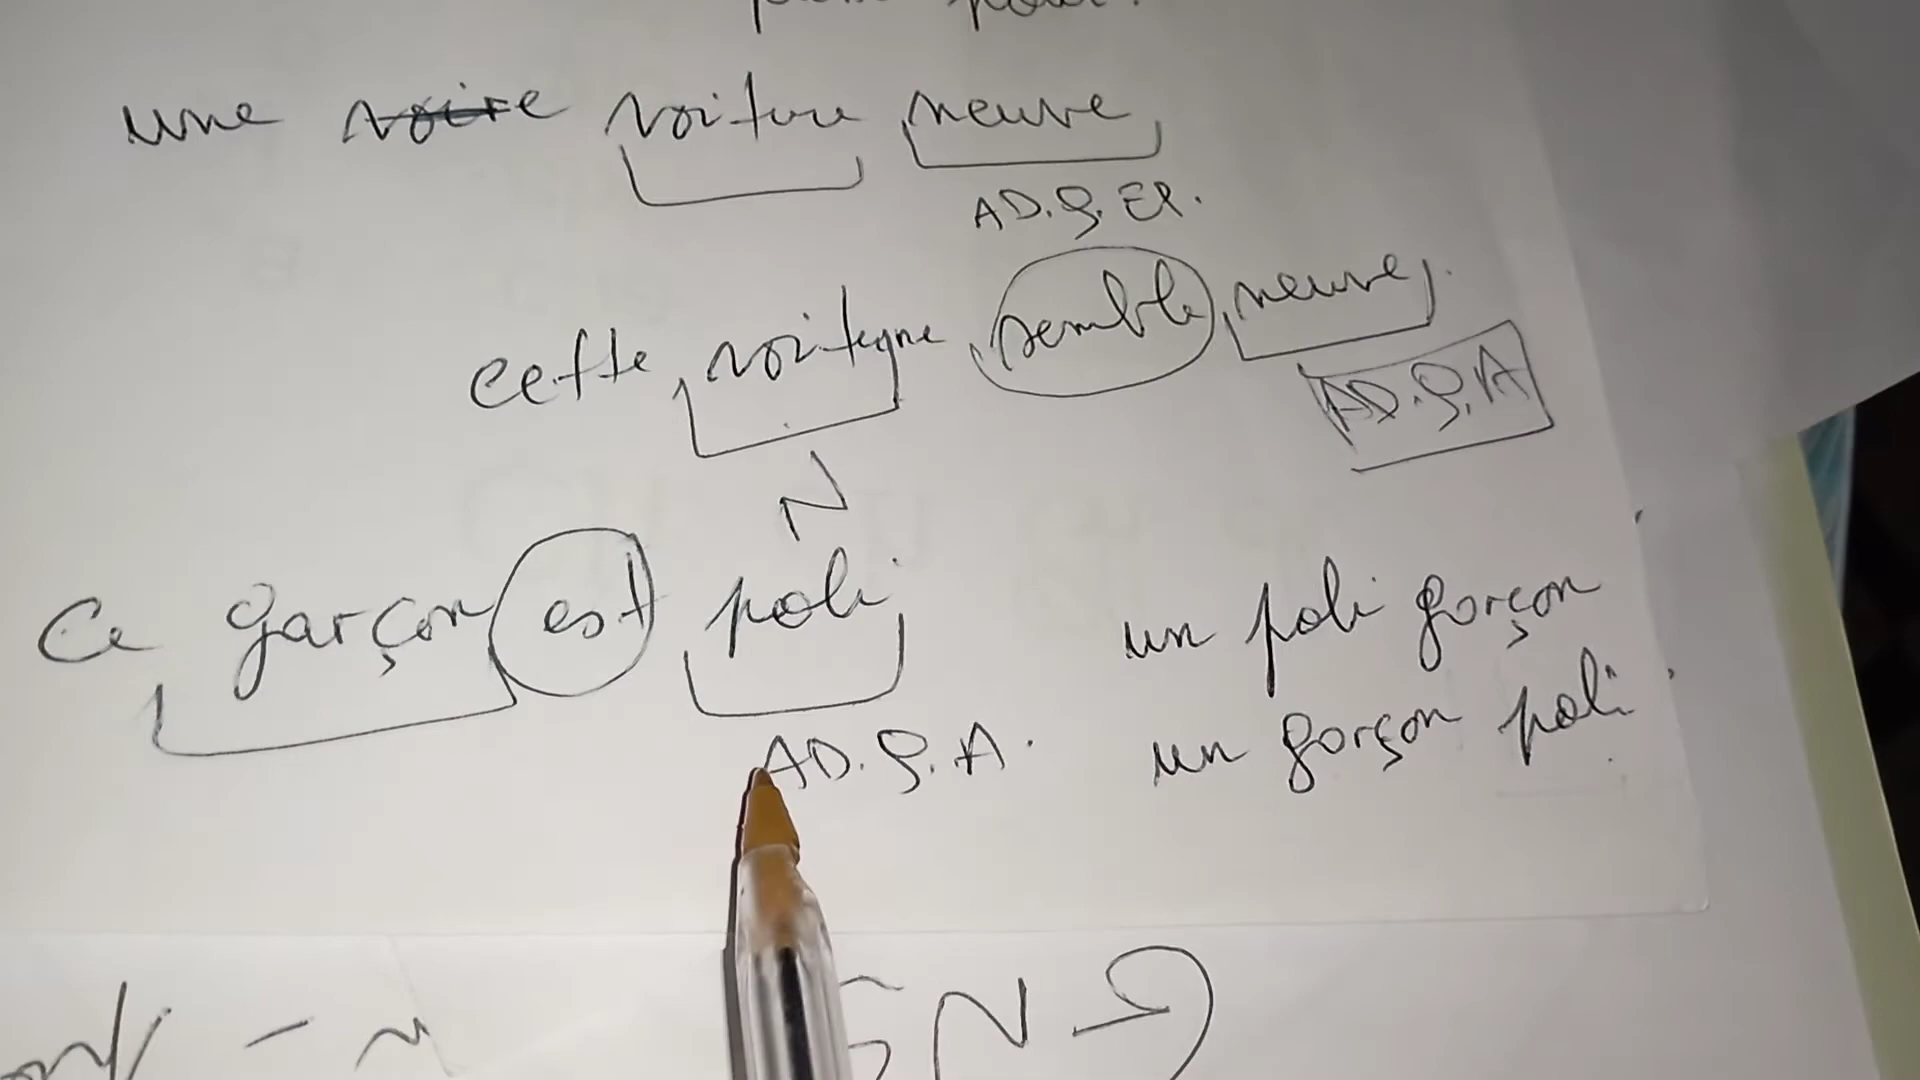 une voiture neuve
AD.Q.EP.
cette voiture semble neuve.
AD.Q.A
N
Ce garçon est poli
AD.Q.A.
un poli garçon
un garçon poli.